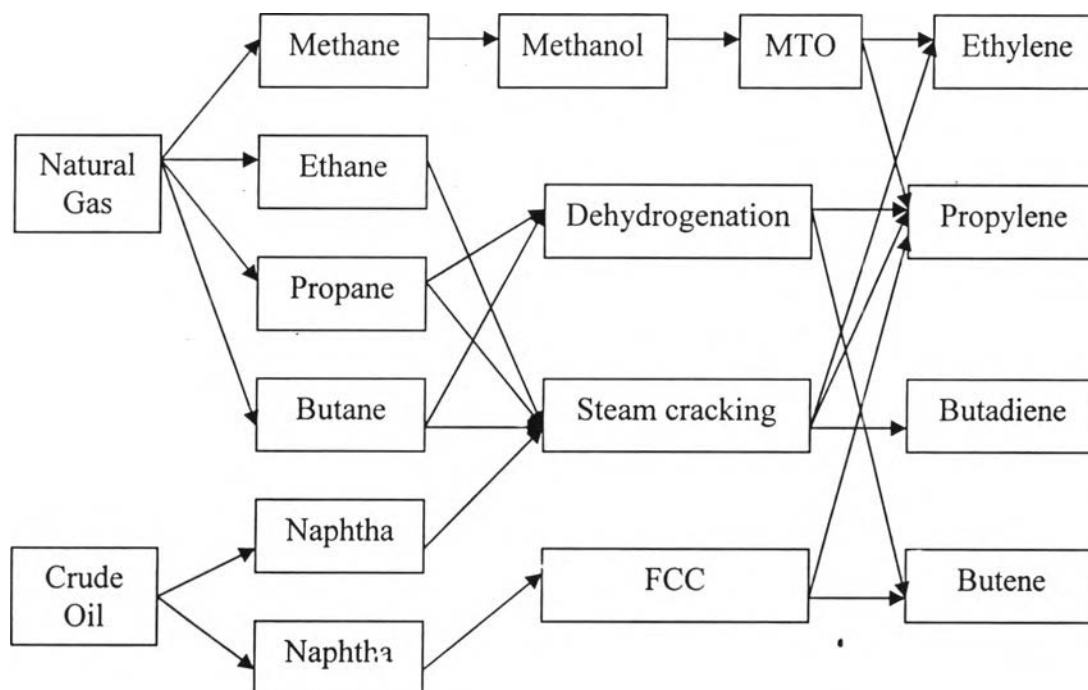 Methane
Methanol
MTO
Ethylene
Natural
Gas
Ethane
Dehydrogenation
Propylene
Propane
Butane
Steam cracking
Butadiene
Naphtha
Crude
Oil
FCC
Butene
Naphtha